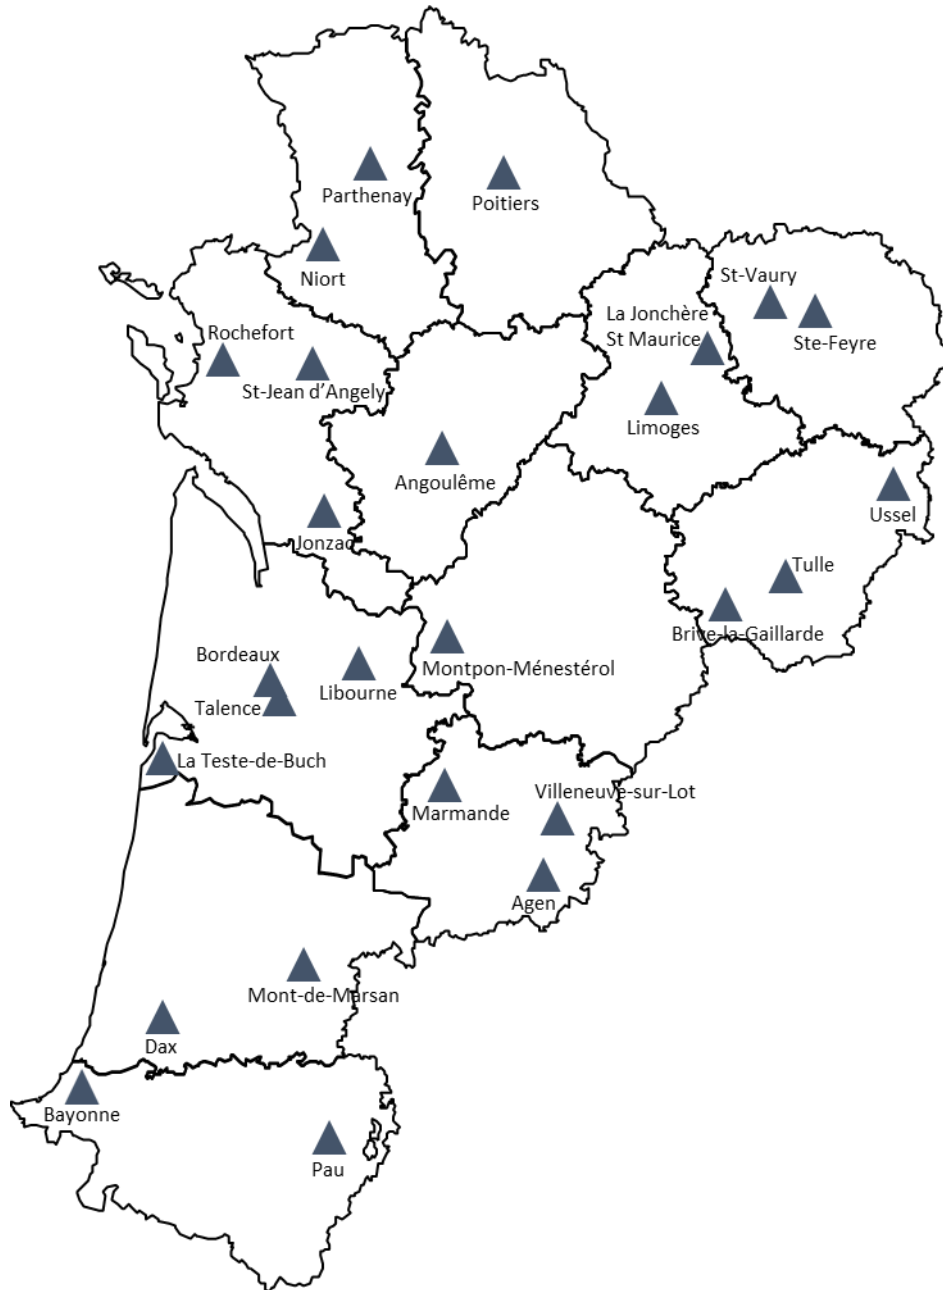 Parthenay
Poitiers
Niort
St-Vaury
La Jonchère
St Maurice
Ste-Feyre
Rochefort
St-Jean d'Angely
Limoges
Angoulême
Ussel
Jonzac
Tulle
Brive-la-Gaillarde
Bordeaux
Montpon-Ménestérol
Libourne
Talence
La Teste-de-Buch
Villeneuve-sur-Lot
Marmande
Agen
Mont-de-Marsan
Dax
Bayonne
Pau